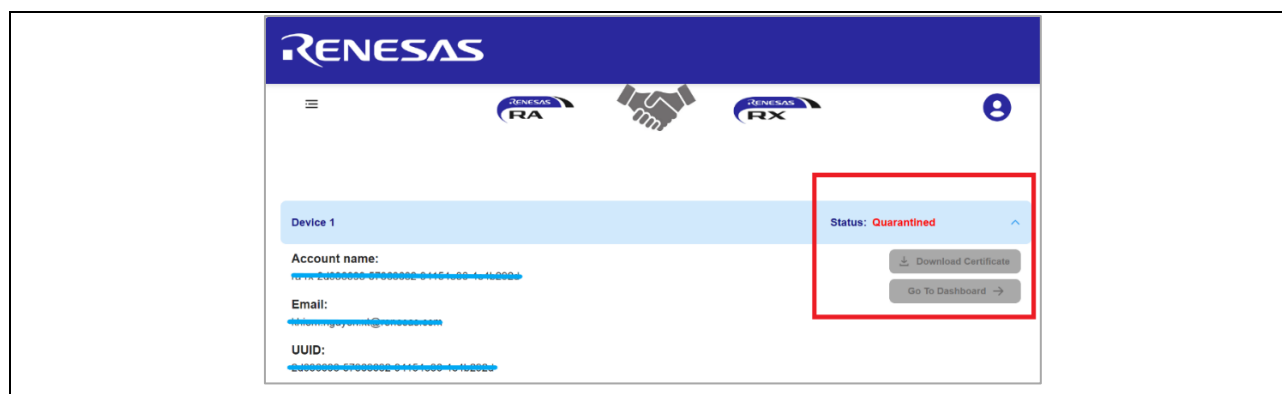 RENESAS
RENESAS
RA
RENESAS
RX
Device 1
Status: Quarantined
Account name:
Download Certificate
Go To Dashboard
Email:
UUID: